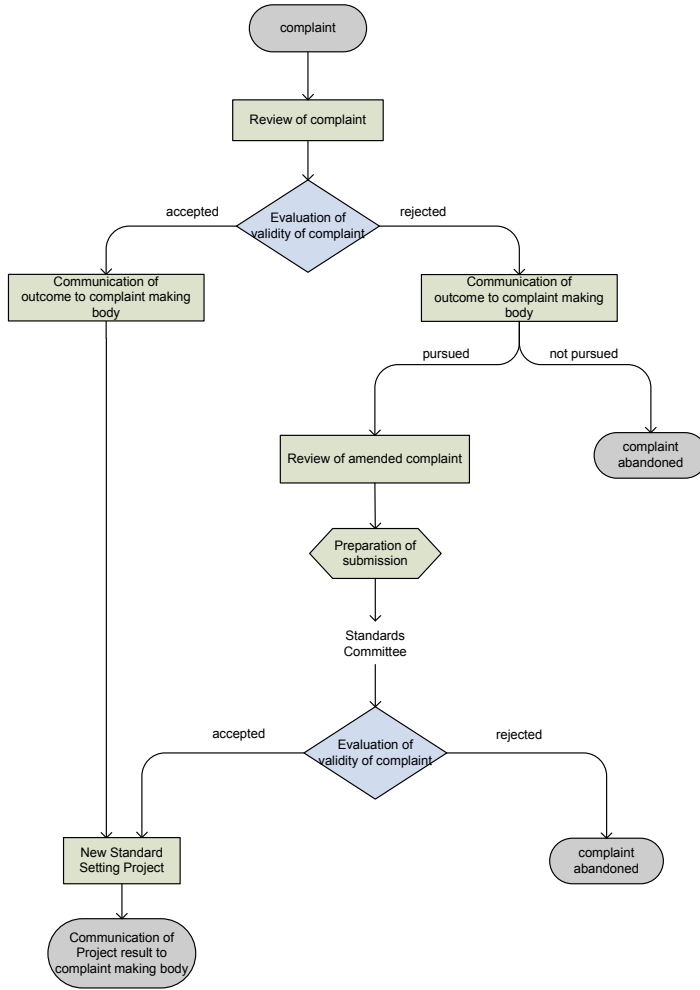 complaint
Review of complaint
Evaluation of
validity of complaint
accepted
rejected
Communication of
outcome to complaint making
body
Communication of
outcome to complaint making
body
pursued
not pursued
Review of amended complaint
complaint
abandoned
Preparation of
submission
Standards
Committee
Evaluation of
validity of complaint
accepted
rejected
New Standard
Setting Project
complaint
abandoned
Communication of
Project result to
complaint making body